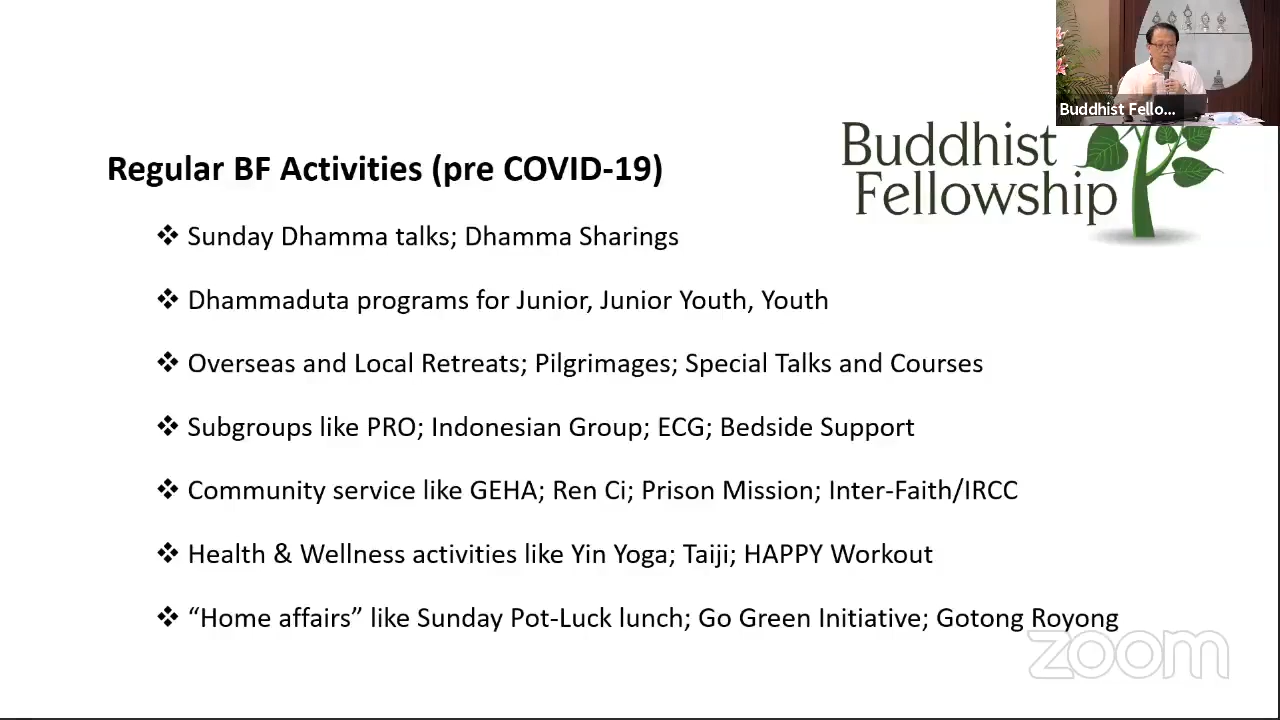 Buddhist Fello...
Buddhist
Fellowship
Regular BF Activities (pre COVID-19)
❖ Sunday Dhamma talks; Dhamma Sharings
❖ Dhammaduta programs for Junior, Junior Youth, Youth
❖ Overseas and Local Retreats; Pilgrimages; Special Talks and Courses
❖ Subgroups like PRO; Indonesian Group; ECG; Bedside Support
❖ Community service like GEHA; Ren Ci; Prison Mission; Inter-Faith/IRCC
❖ Health & Wellness activities like Yin Yoga; Taiji; HAPPY Workout
❖ “Home affairs” like Sunday Pot-Luck lunch; Go Green Initiative; Gotong Royong
zoom